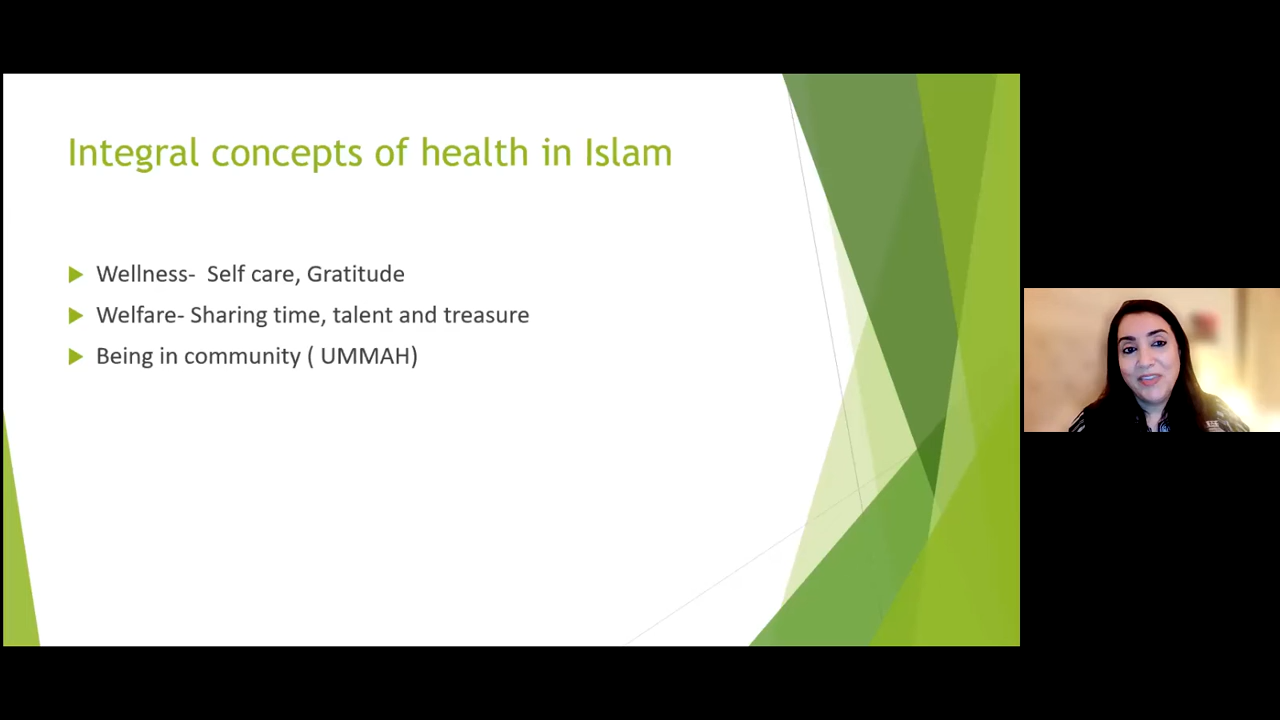 Integral concepts of health in Islam
Wellness-  Self care, Gratitude
Welfare- Sharing time, talent and treasure
Being in community ( UMMAH)